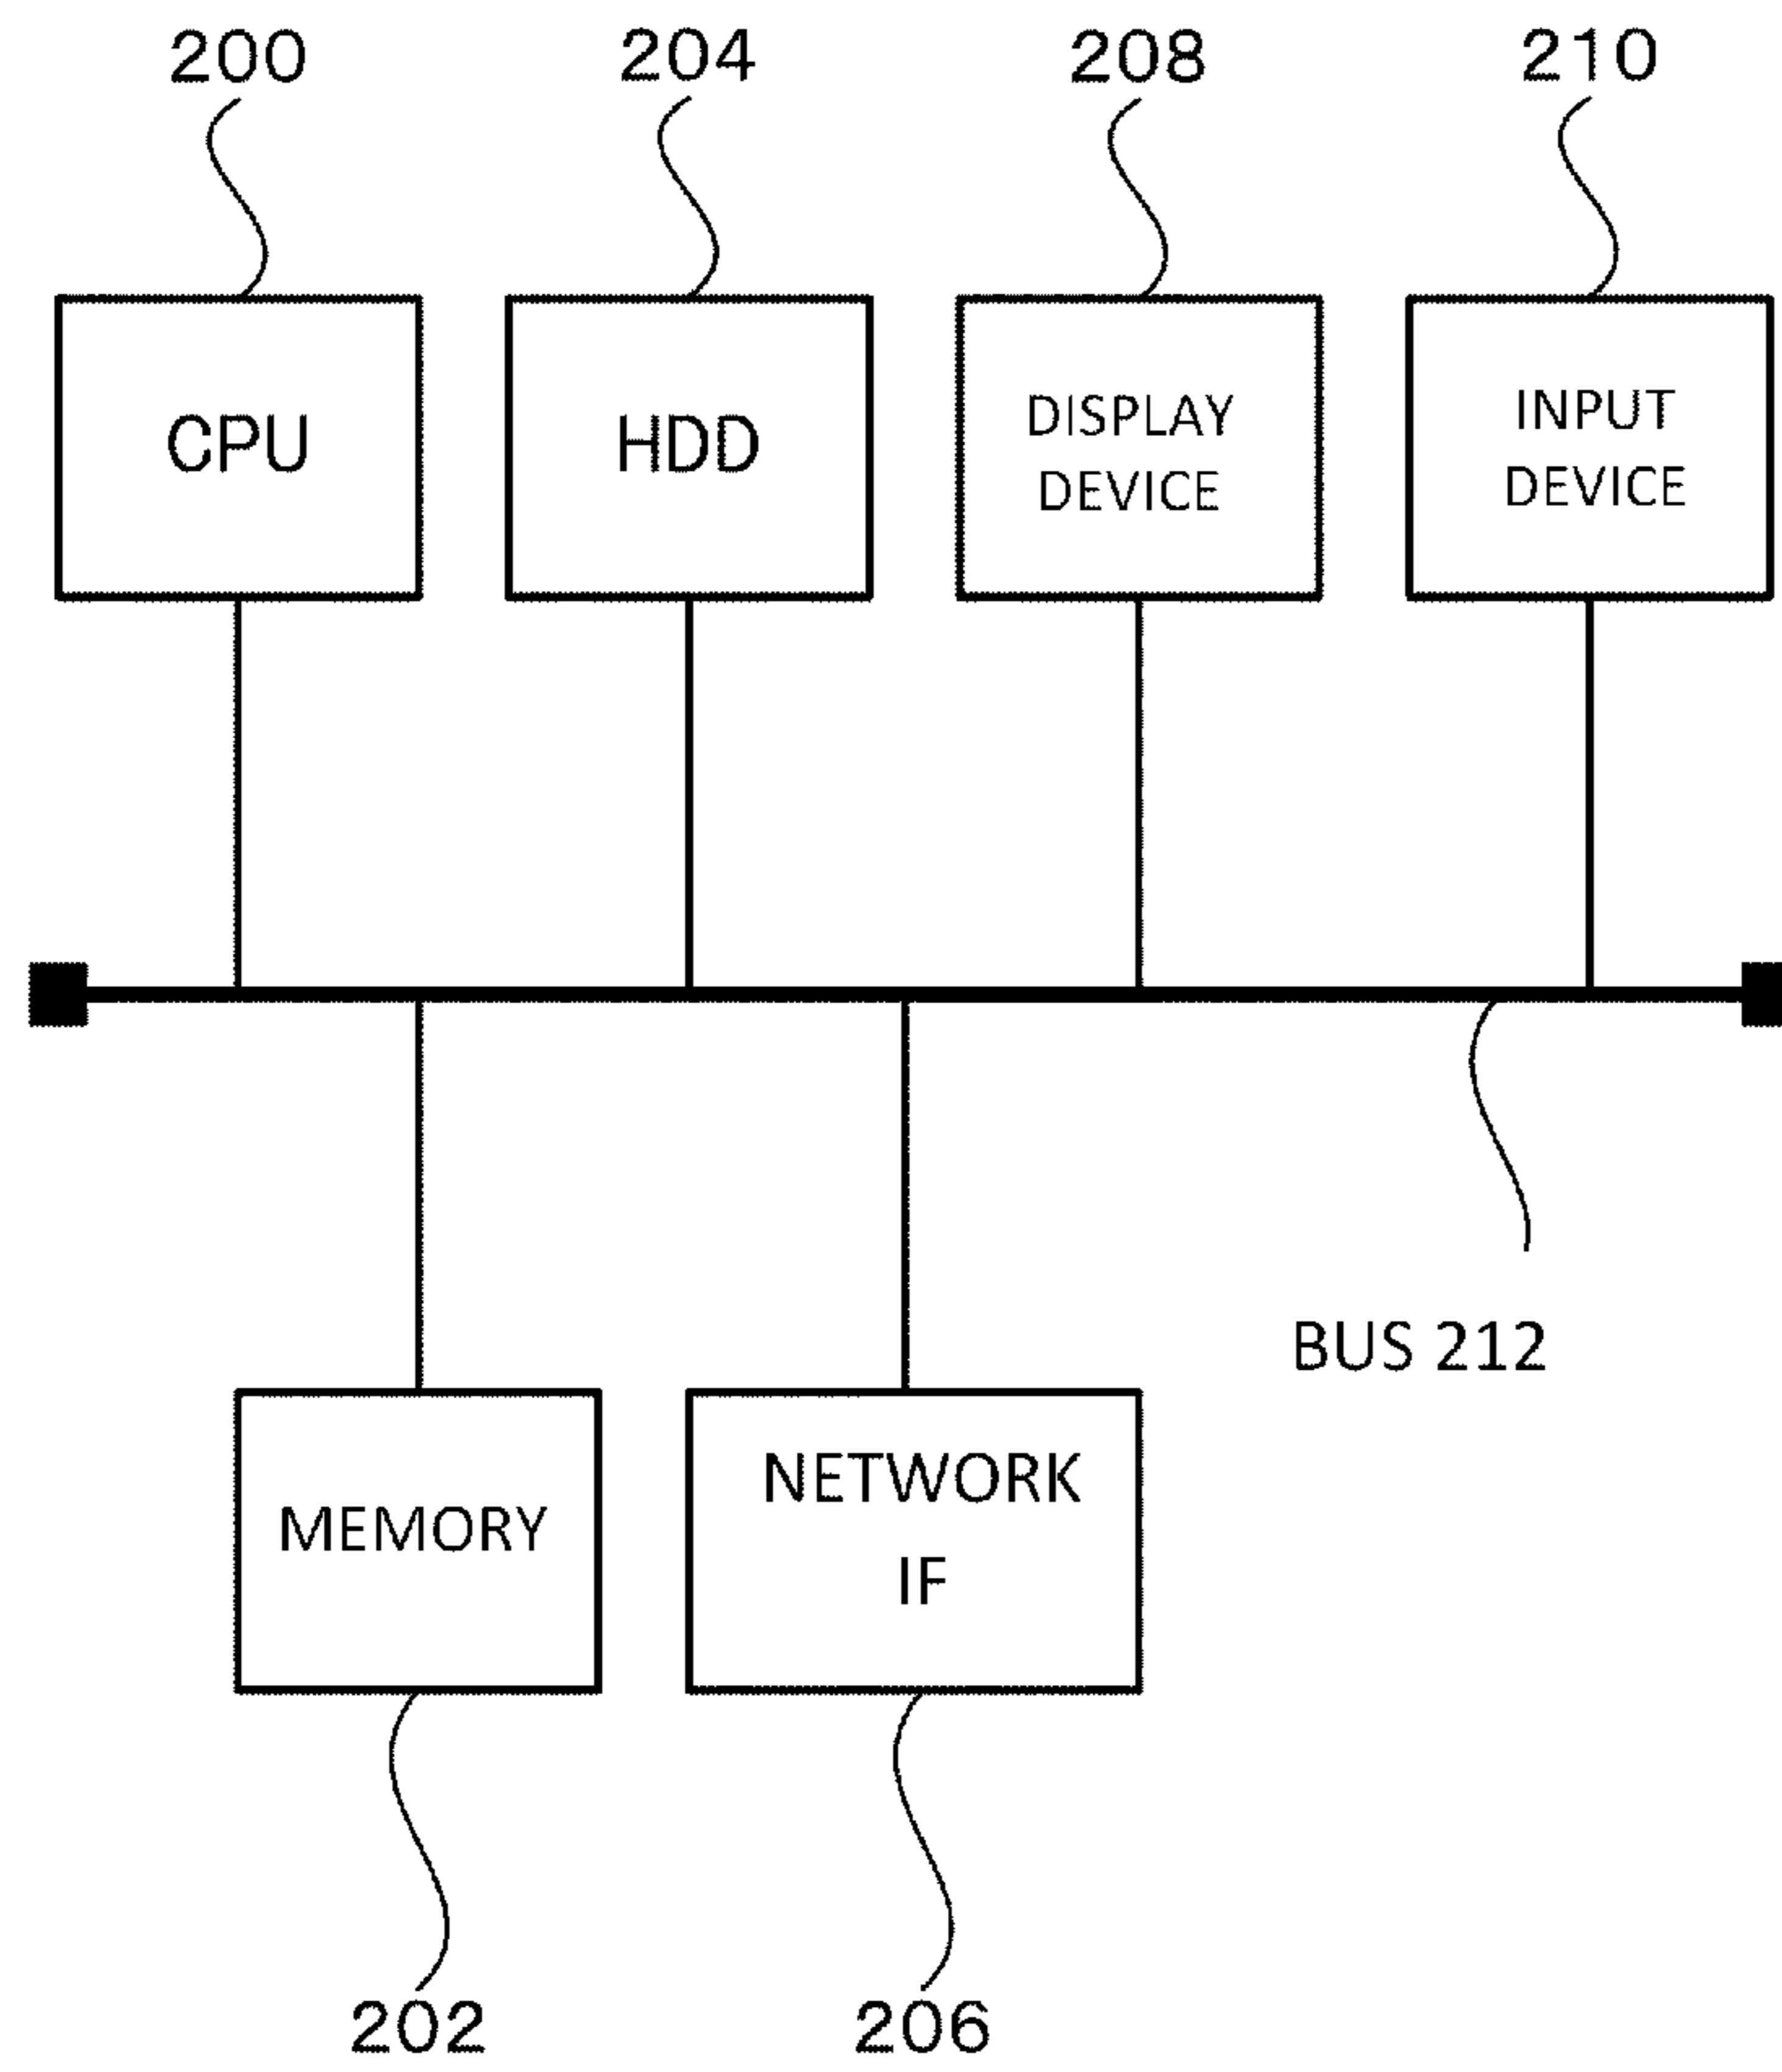 200
204
208
210
CPU
HDD
DISPLAY
DEVICE
INPUT
DEVICE
BUS 212
MEMORY
NETWORK
IF
202
206